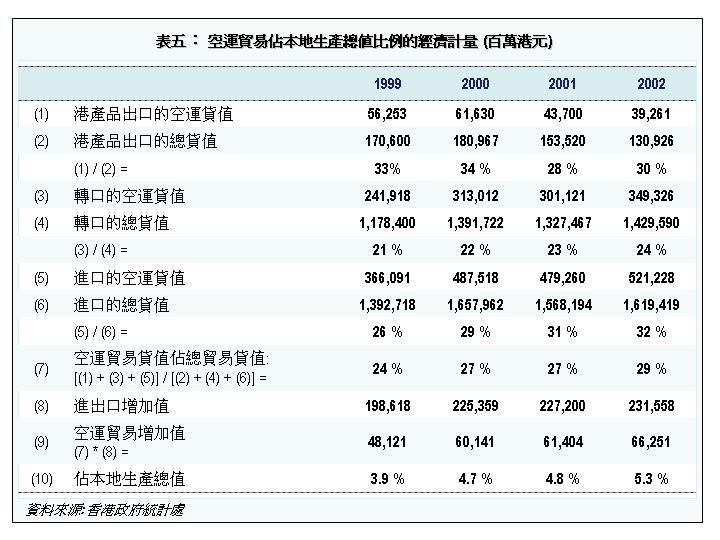 表五： 空運貿易佔本地生產總值比例的經濟計量 (百萬港元)
1999 2000 2001 2002
(1) 港產品出口的空運貨值 56,253 61,630 43,700 39,261
(2) 港產品出口的總貨值 170,600 180,967 153,520 130,926
(1) / (2) = 33% 34 % 28 % 30 %
(3) 轉口的空運貨值 241,918 313,012 301,121 349,326
(4) 轉口的總貨值 1,178,400 1,391,722 1,327,467 1,429,590
(3) / (4) = 21 % 22 % 23 % 24 %
(5) 進口的空運貨值 366,091 487,518 479,260 521,228
(6) 進口的總貨值 1,392,718 1,657,962 1,568,194 1,619,419
(5) / (6) = 26 % 29 % 31 % 32 %
(7) 空運貿易貨值佔總貿易貨值:
[(1) + (3) + (5)] / [(2) + (4) + (6)] = 24 % 27 % 27 % 29 %
(8) 進出口增加值 198,618 225,359 227,200 231,558
(9) 空運貿易增加值
(7) * (8) = 48,121 60,141 61,404 66,251
(10) 佔本地生產總值 3.9 % 4.7 % 4.8 % 5.3 %
資料來源: 香港政府統計處